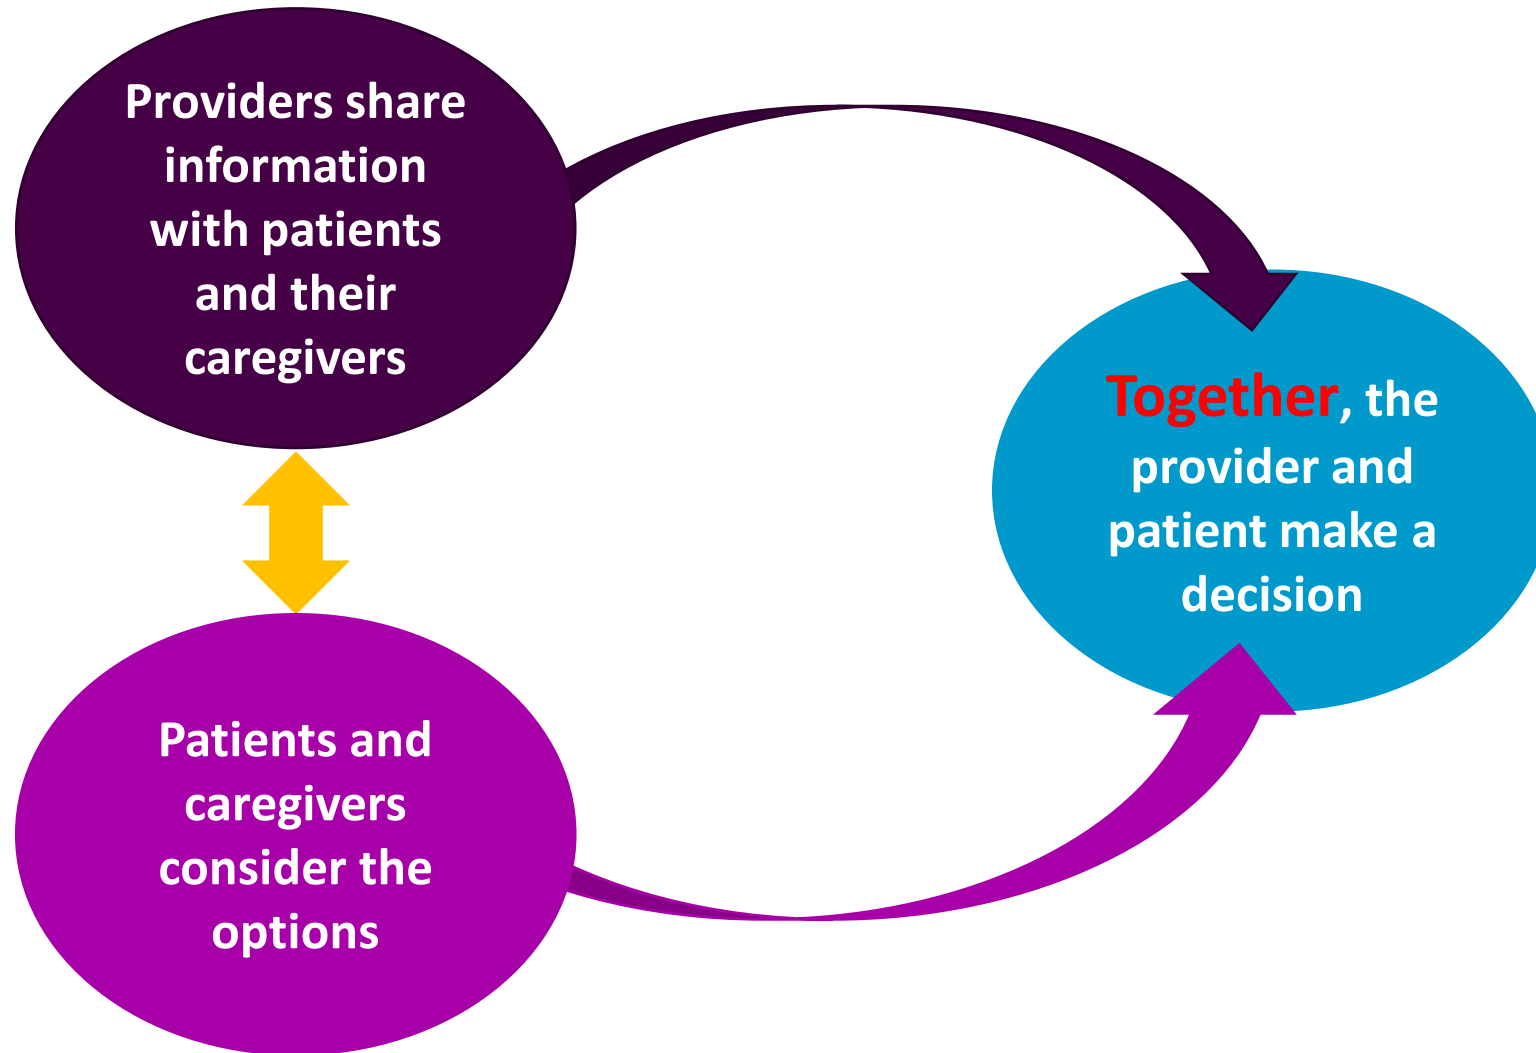 Providers share
information
with patients
and their
caregivers
Together, the
provider and
patient make a
decision
Patients and
caregivers
consider the
options